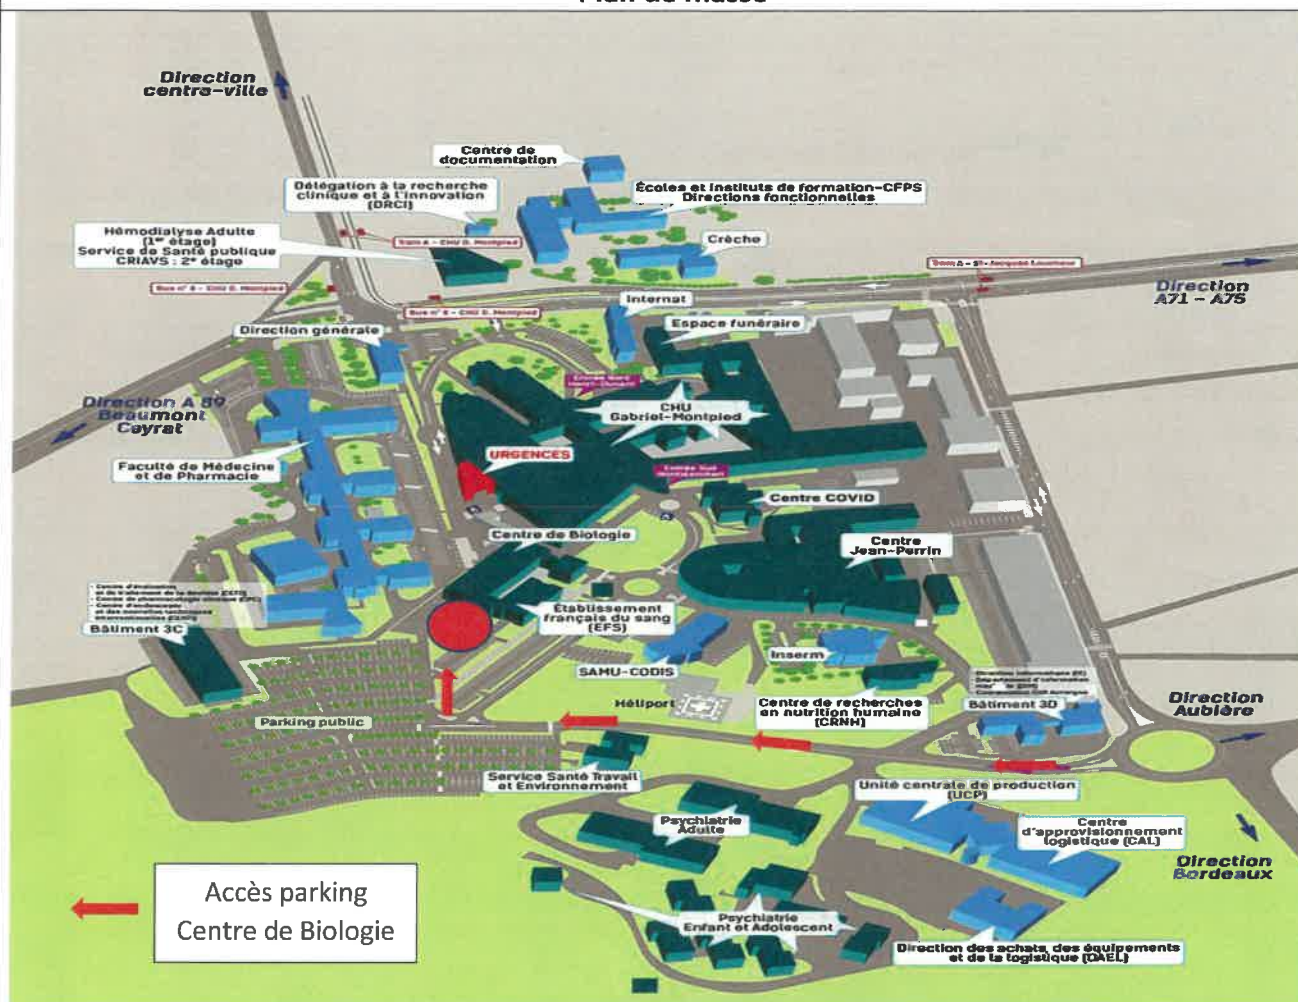 Direction
centre-ville
Centre de
documentation
Délégation à la recherche
clinique et à l'innovation
(DRCI)
Écoles et Instituts de formation-CFPS
Directions fonctionnelles
Hémodialyse Adulte
(1er étage)
Service de Santé publique
CRIAVS : 2e étage
Tram A - CHU G. Montpied
Crèche
Direction
A71 - A75
Internat
Espace funéraire
Direction générale
CHU
Gabriel-Montpied
Direction A 89
Beaumont
Ceyrat
URGENCES
Faculté de Médecine
et de Pharmacie
Centre COVID
Centre de Biologie
Centre
Jean-Perrin
Bâtiment 3C
Établissement
français du sang
(EFS)
SAMU-CODIS
Inserm
Héliport
Centre de recherches
en nutrition humaine
(CRNH)
Bâtiment 3D
Direction
Aubière
Parking public
Service Santé Travail
et Environnement
Unité centrale de production
(UCP)
Psychiatrie
Adulte
Centre
d'approvisionnement
logistique (CAL)
Direction
Bordeaux
Accès parking
Centre de Biologie
Psychiatrie
Enfant et Adolescent
Direction des achats, des équipements
et de la logistique (DAEL)